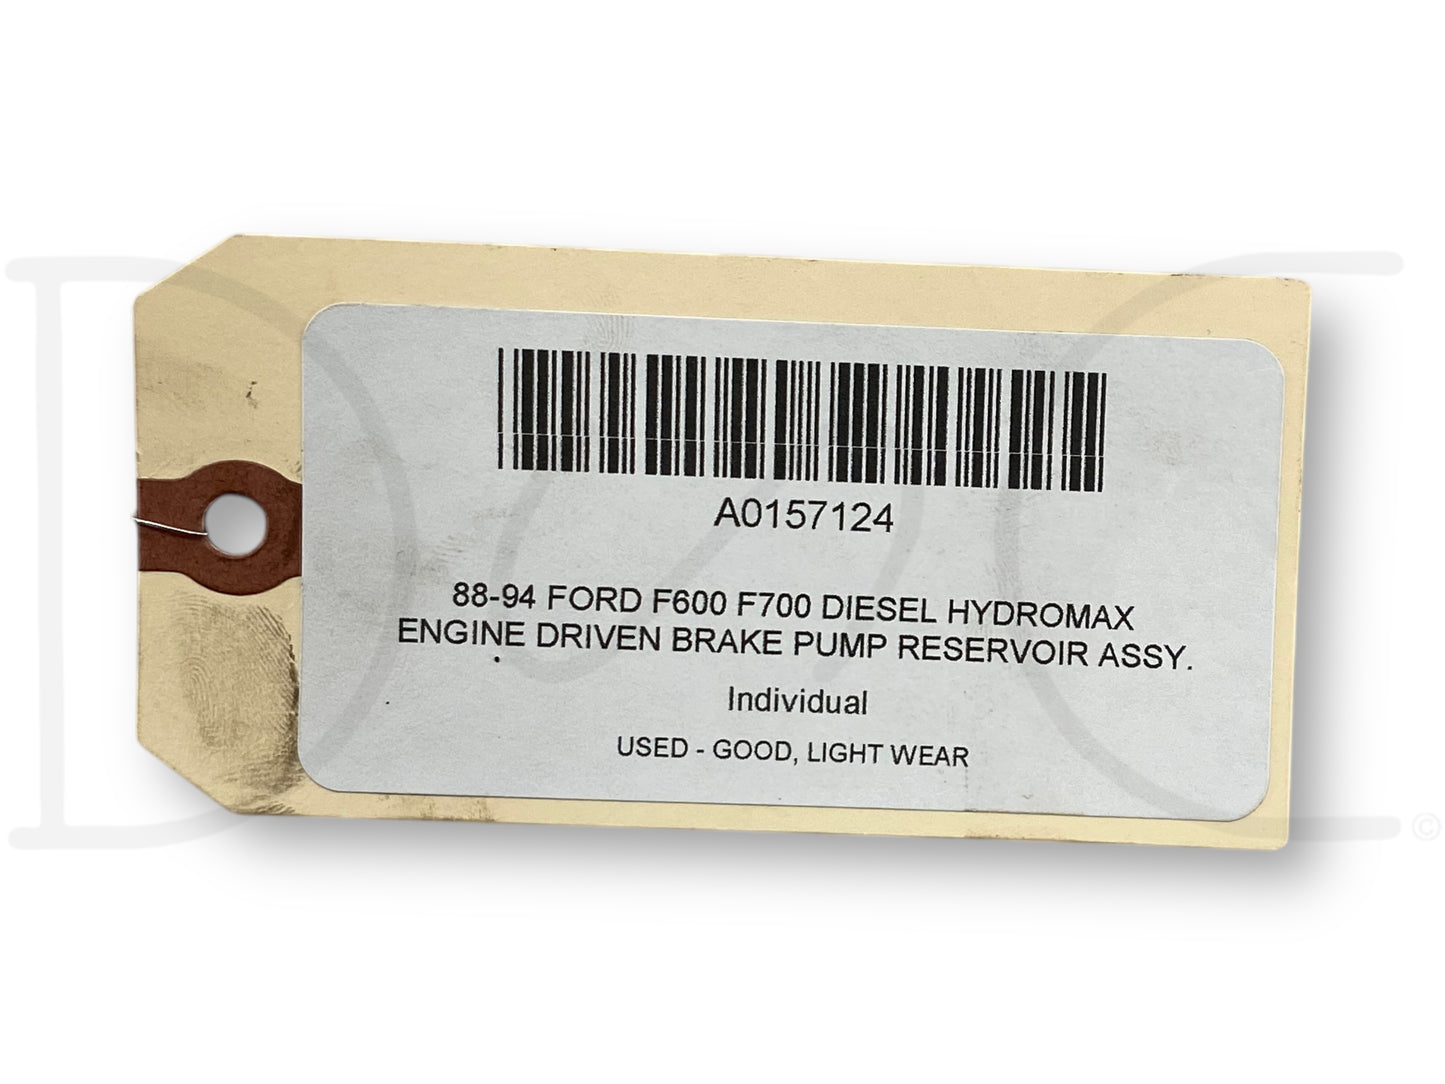 A0157124
88-94 FORD F600 F700 DIESEL HYDROMAX
ENGINE DRIVEN BRAKE PUMP RESERVOIR ASSY.
Individual
USED - GOOD, LIGHT WEAR
©